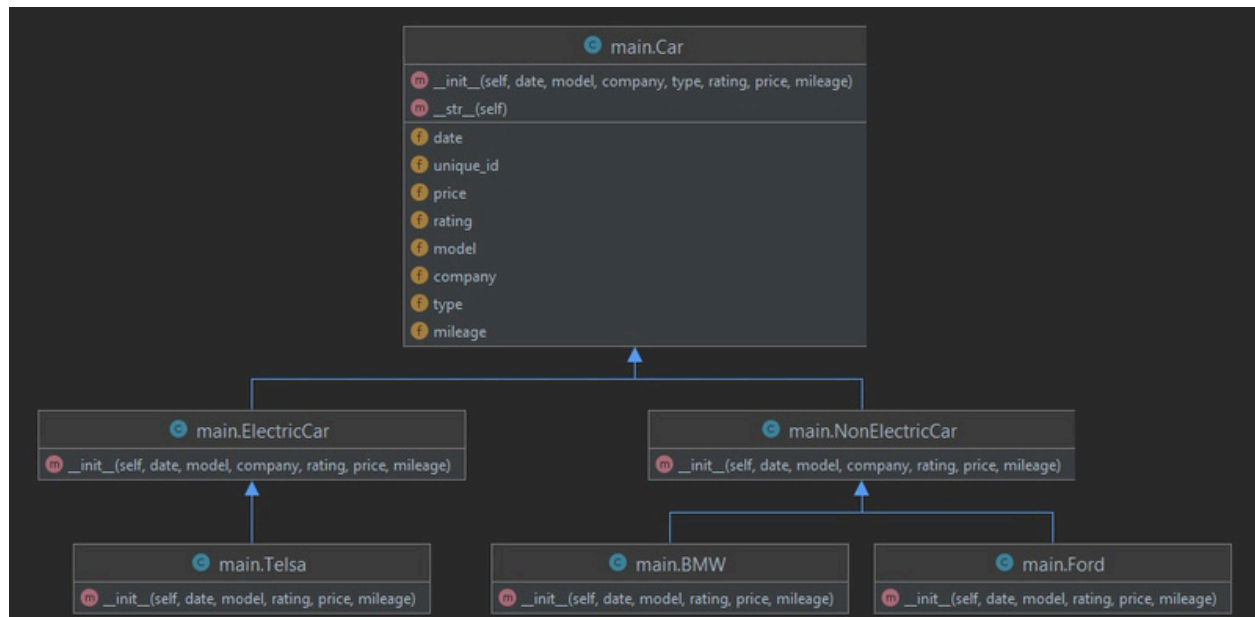 main.Car
__init__(self, date, model, company, type, rating, price, mileage)
__str__(self)
date
unique_id
price
rating
model
company
type
mileage
main.ElectricCar
__init__(self, date, model, company, rating, price, mileage)
main.NonElectricCar
__init__(self, date, model, company, rating, price, mileage)
main.Telsa
__init__(self, date, model, rating, price, mileage)
main.BMW
__init__(self, date, model, rating, price, mileage)
main.Ford
__init__(self, date, model, rating, price, mileage)